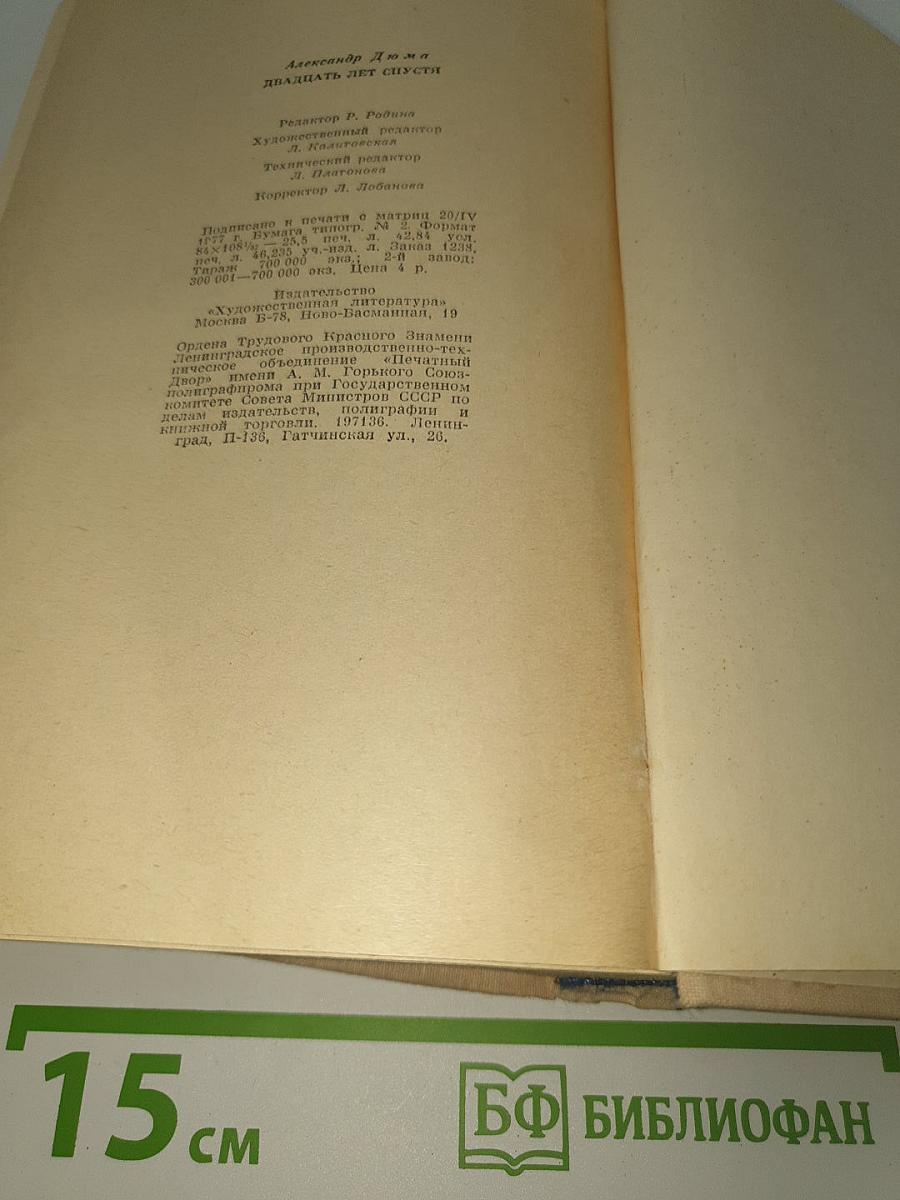 Александр Дюма
ДВАДЦАТЬ ЛЕТ СПУСТЯ
Редактор Р. Родина
Художественный редактор
Л. Калитовская
Технический редактор
Л. Платонова
Корректор Л. Лобанова
Подписано к печати с матриц 20/IV
1977 г. Бумага типогр. № 2. Формат
84×108¹/₃₂ — 25,5 печ. л. 42,84 усл.
печ. л. 46,235 уч.-изд. л. Заказ 1238.
Тираж 700 000 экз.; 2-й завод:
300 001—700 000 экз. Цена 4 р.
Издательство
«Художественная литература»
Москва Б-78, Ново-Басманная, 19
Ордена Трудового Красного Знамени
Ленинградское производственно-тех-
ническое объединение «Печатный
Двор» имени А. М. Горького Союз-
полиграфпрома при Государственном
комитете Совета Министров СССР по
делам издательств, полиграфии и
книжной торговли. 197136. Ленин-
град, П-136, Гатчинская ул., 26.
15 см
БФ БИБЛИОФАН